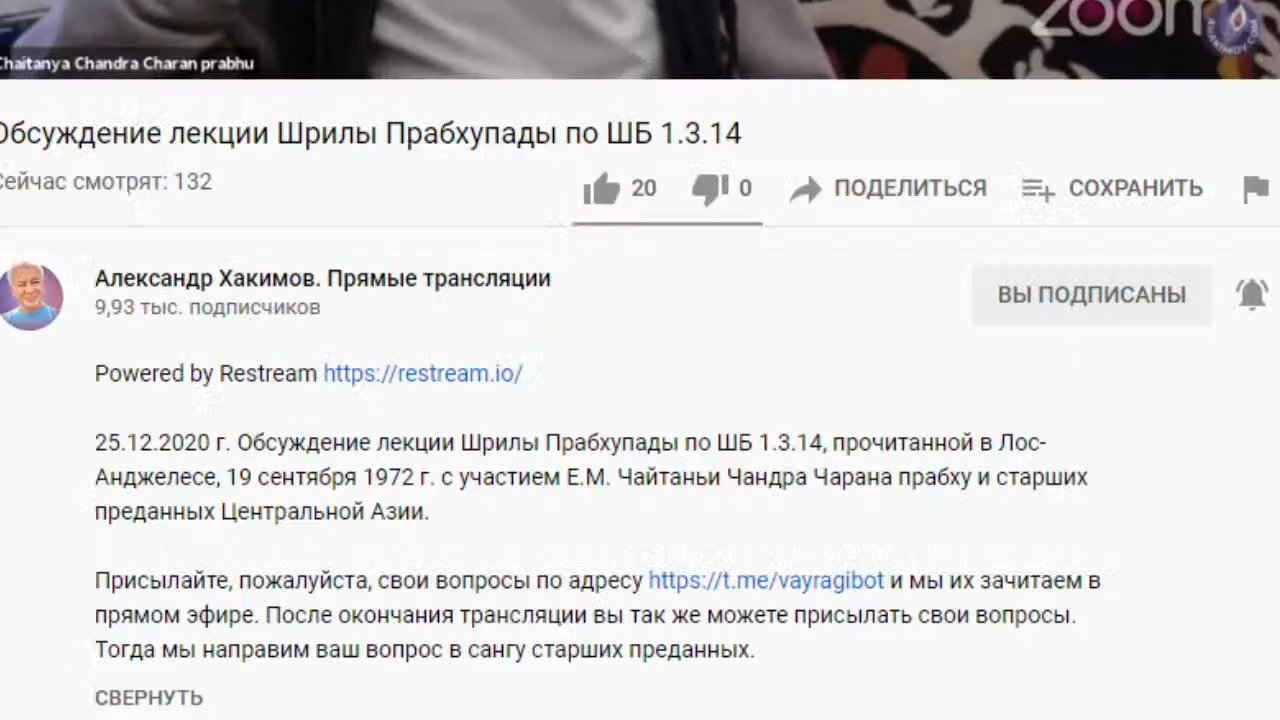 zoom
HAKIMOV.COM
Chaitanya Chandra Charan prabhu
Обсуждение лекции Шрилы Прабхупады по ШБ 1.3.14
Сейчас смотрят: 132
20
0
ПОДЕЛИТЬСЯ
СОХРАНИТЬ
Александр Хакимов. Прямые трансляции
9,93 тыс. подписчиков
ВЫ ПОДПИСАНЫ
Powered by Restream https://restream.io/
25.12.2020 г. Обсуждение лекции Шрилы Прабхупады по ШБ 1.3.14, прочитанной в Лос-
Анджелесе, 19 сентября 1972 г. с участием Е.М. Чайтаньи Чандра Чарана прабху и старших
преданных Центральной Азии.
Присылайте, пожалуйста, свои вопросы по адресу https://t.me/vayragibot и мы их зачитаем в
прямом эфире. После окончания трансляции вы так же можете присылать свои вопросы.
Тогда мы направим ваш вопрос в сангу старших преданных.
СВЕРНУТЬ